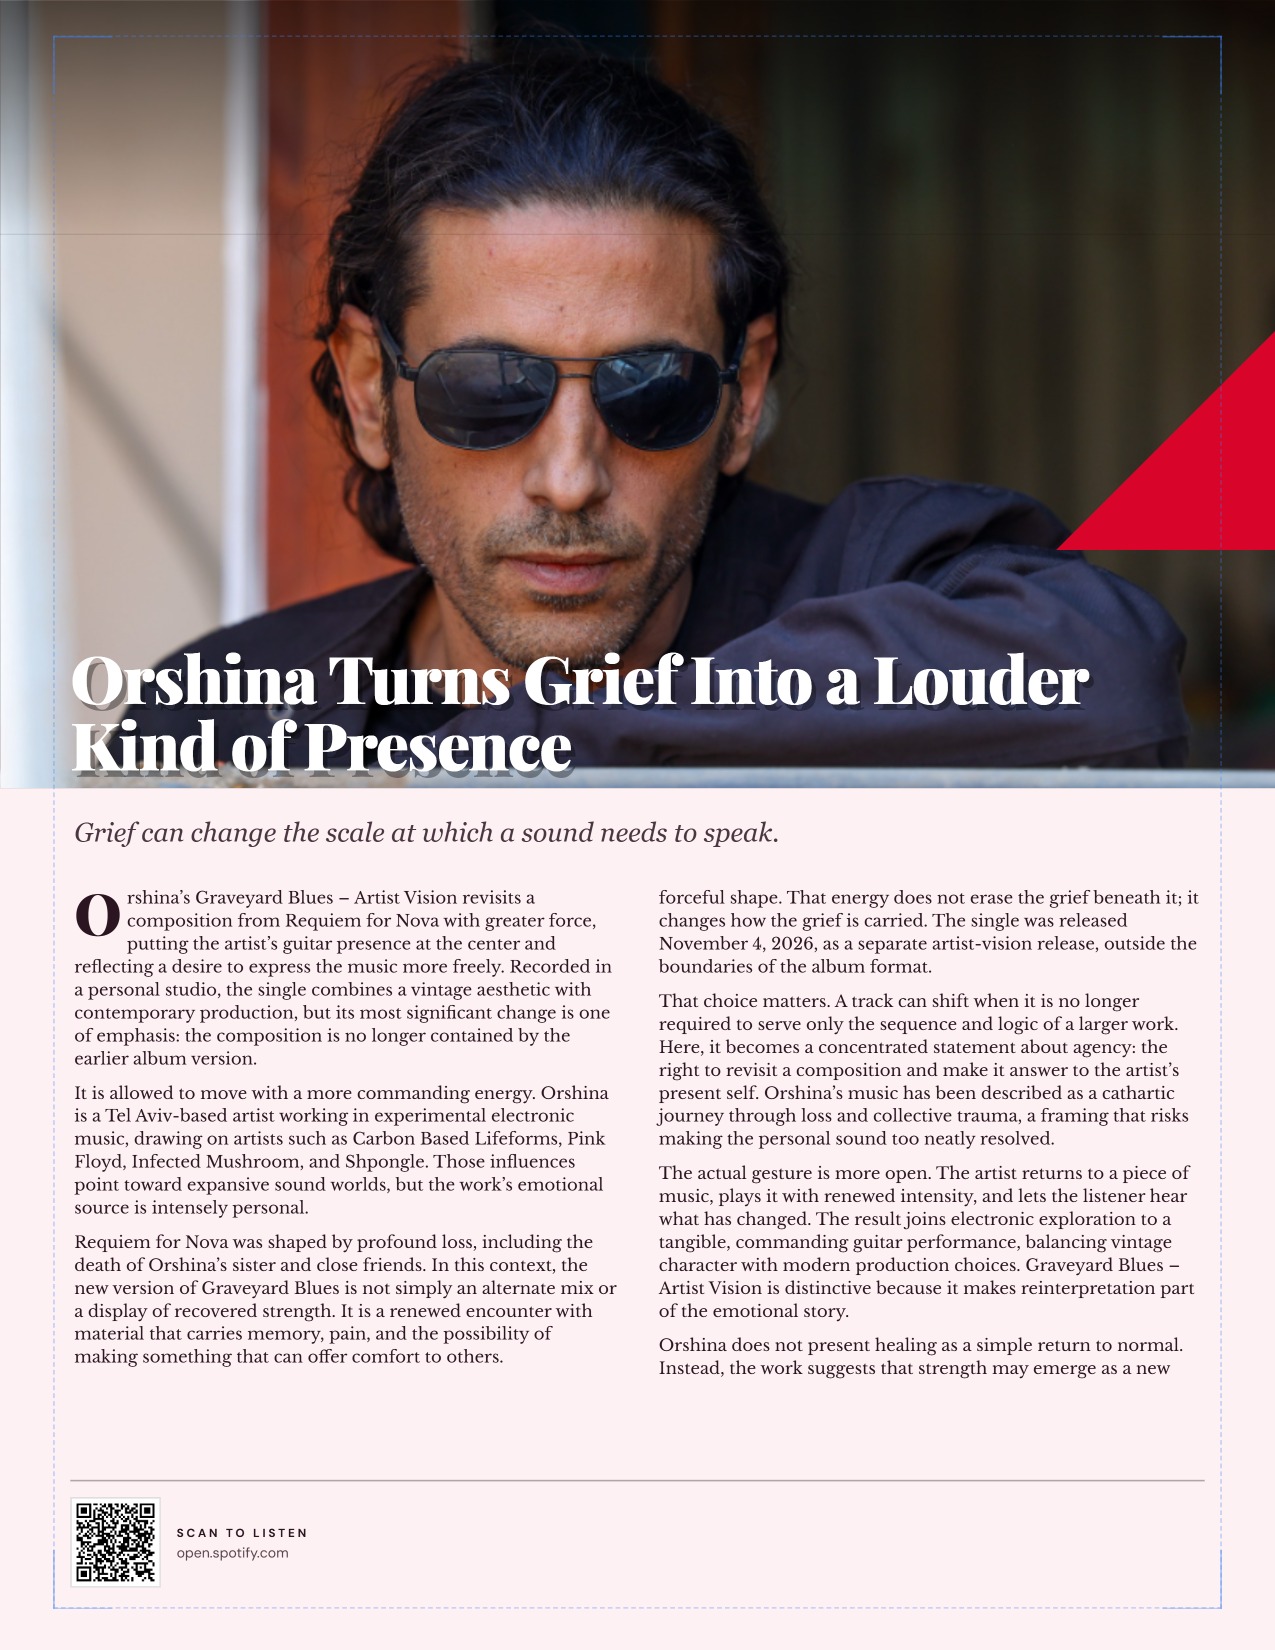 Orshina Turns Grief Into a Louder
Kind of Presence
Grief can change the scale at which a sound needs to speak.
Orshina’s Graveyard Blues – Artist Vision revisits a
composition from Requiem for Nova with greater force,
putting the artist’s guitar presence at the center and
reflecting a desire to express the music more freely. Recorded in
a personal studio, the single combines a vintage aesthetic with
contemporary production, but its most significant change is one
of emphasis: the composition is no longer contained by the
earlier album version.
It is allowed to move with a more commanding energy. Orshina
is a Tel Aviv-based artist working in experimental electronic
music, drawing on artists such as Carbon Based Lifeforms, Pink
Floyd, Infected Mushroom, and Shpongle. Those influences
point toward expansive sound worlds, but the work’s emotional
source is intensely personal.
Requiem for Nova was shaped by profound loss, including the
death of Orshina’s sister and close friends. In this context, the
new version of Graveyard Blues is not simply an alternate mix or
a display of recovered strength. It is a renewed encounter with
material that carries memory, pain, and the possibility of
making something that can offer comfort to others.
forceful shape. That energy does not erase the grief beneath it; it
changes how the grief is carried. The single was released
November 4, 2026, as a separate artist-vision release, outside the
boundaries of the album format.
That choice matters. A track can shift when it is no longer
required to serve only the sequence and logic of a larger work.
Here, it becomes a concentrated statement about agency: the
right to revisit a composition and make it answer to the artist’s
present self. Orshina’s music has been described as a cathartic
journey through loss and collective trauma, a framing that risks
making the personal sound too neatly resolved.
The actual gesture is more open. The artist returns to a piece of
music, plays it with renewed intensity, and lets the listener hear
what has changed. The result joins electronic exploration to a
tangible, commanding guitar performance, balancing vintage
character with modern production choices. Graveyard Blues –
Artist Vision is distinctive because it makes reinterpretation part
of the emotional story.
Orshina does not present healing as a simple return to normal.
Instead, the work suggests that strength may emerge as a new
SCAN TO LISTEN
open.spotify.com